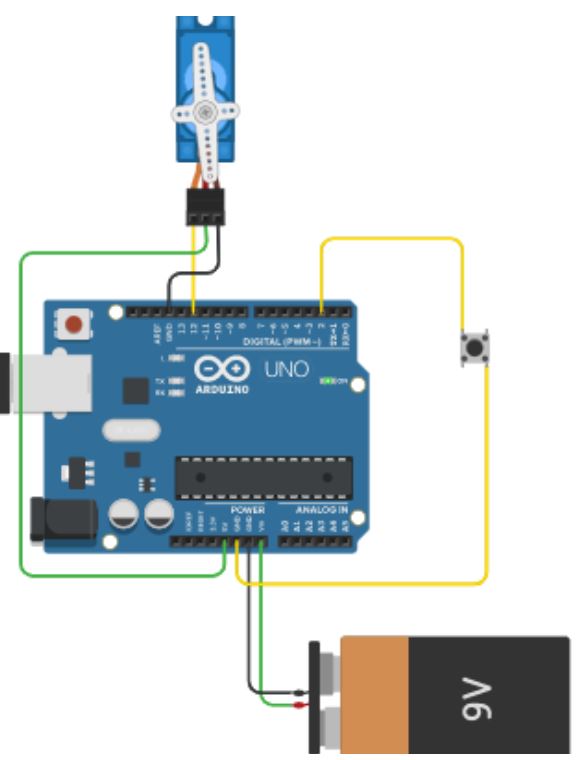 AREF
GND
13
12
~11
~10
~9
8
7
~6
~5
4
~3
2
TX→1
RX←0
DIGITAL (PWM~)
L
TX
RX
UNO
ARDUINO
ON
POWER
ANALOG IN
IOREF
RESET
3.3V
5V
GND
GND
VIN
A0
A1
A2
A3
A4
A5
9V